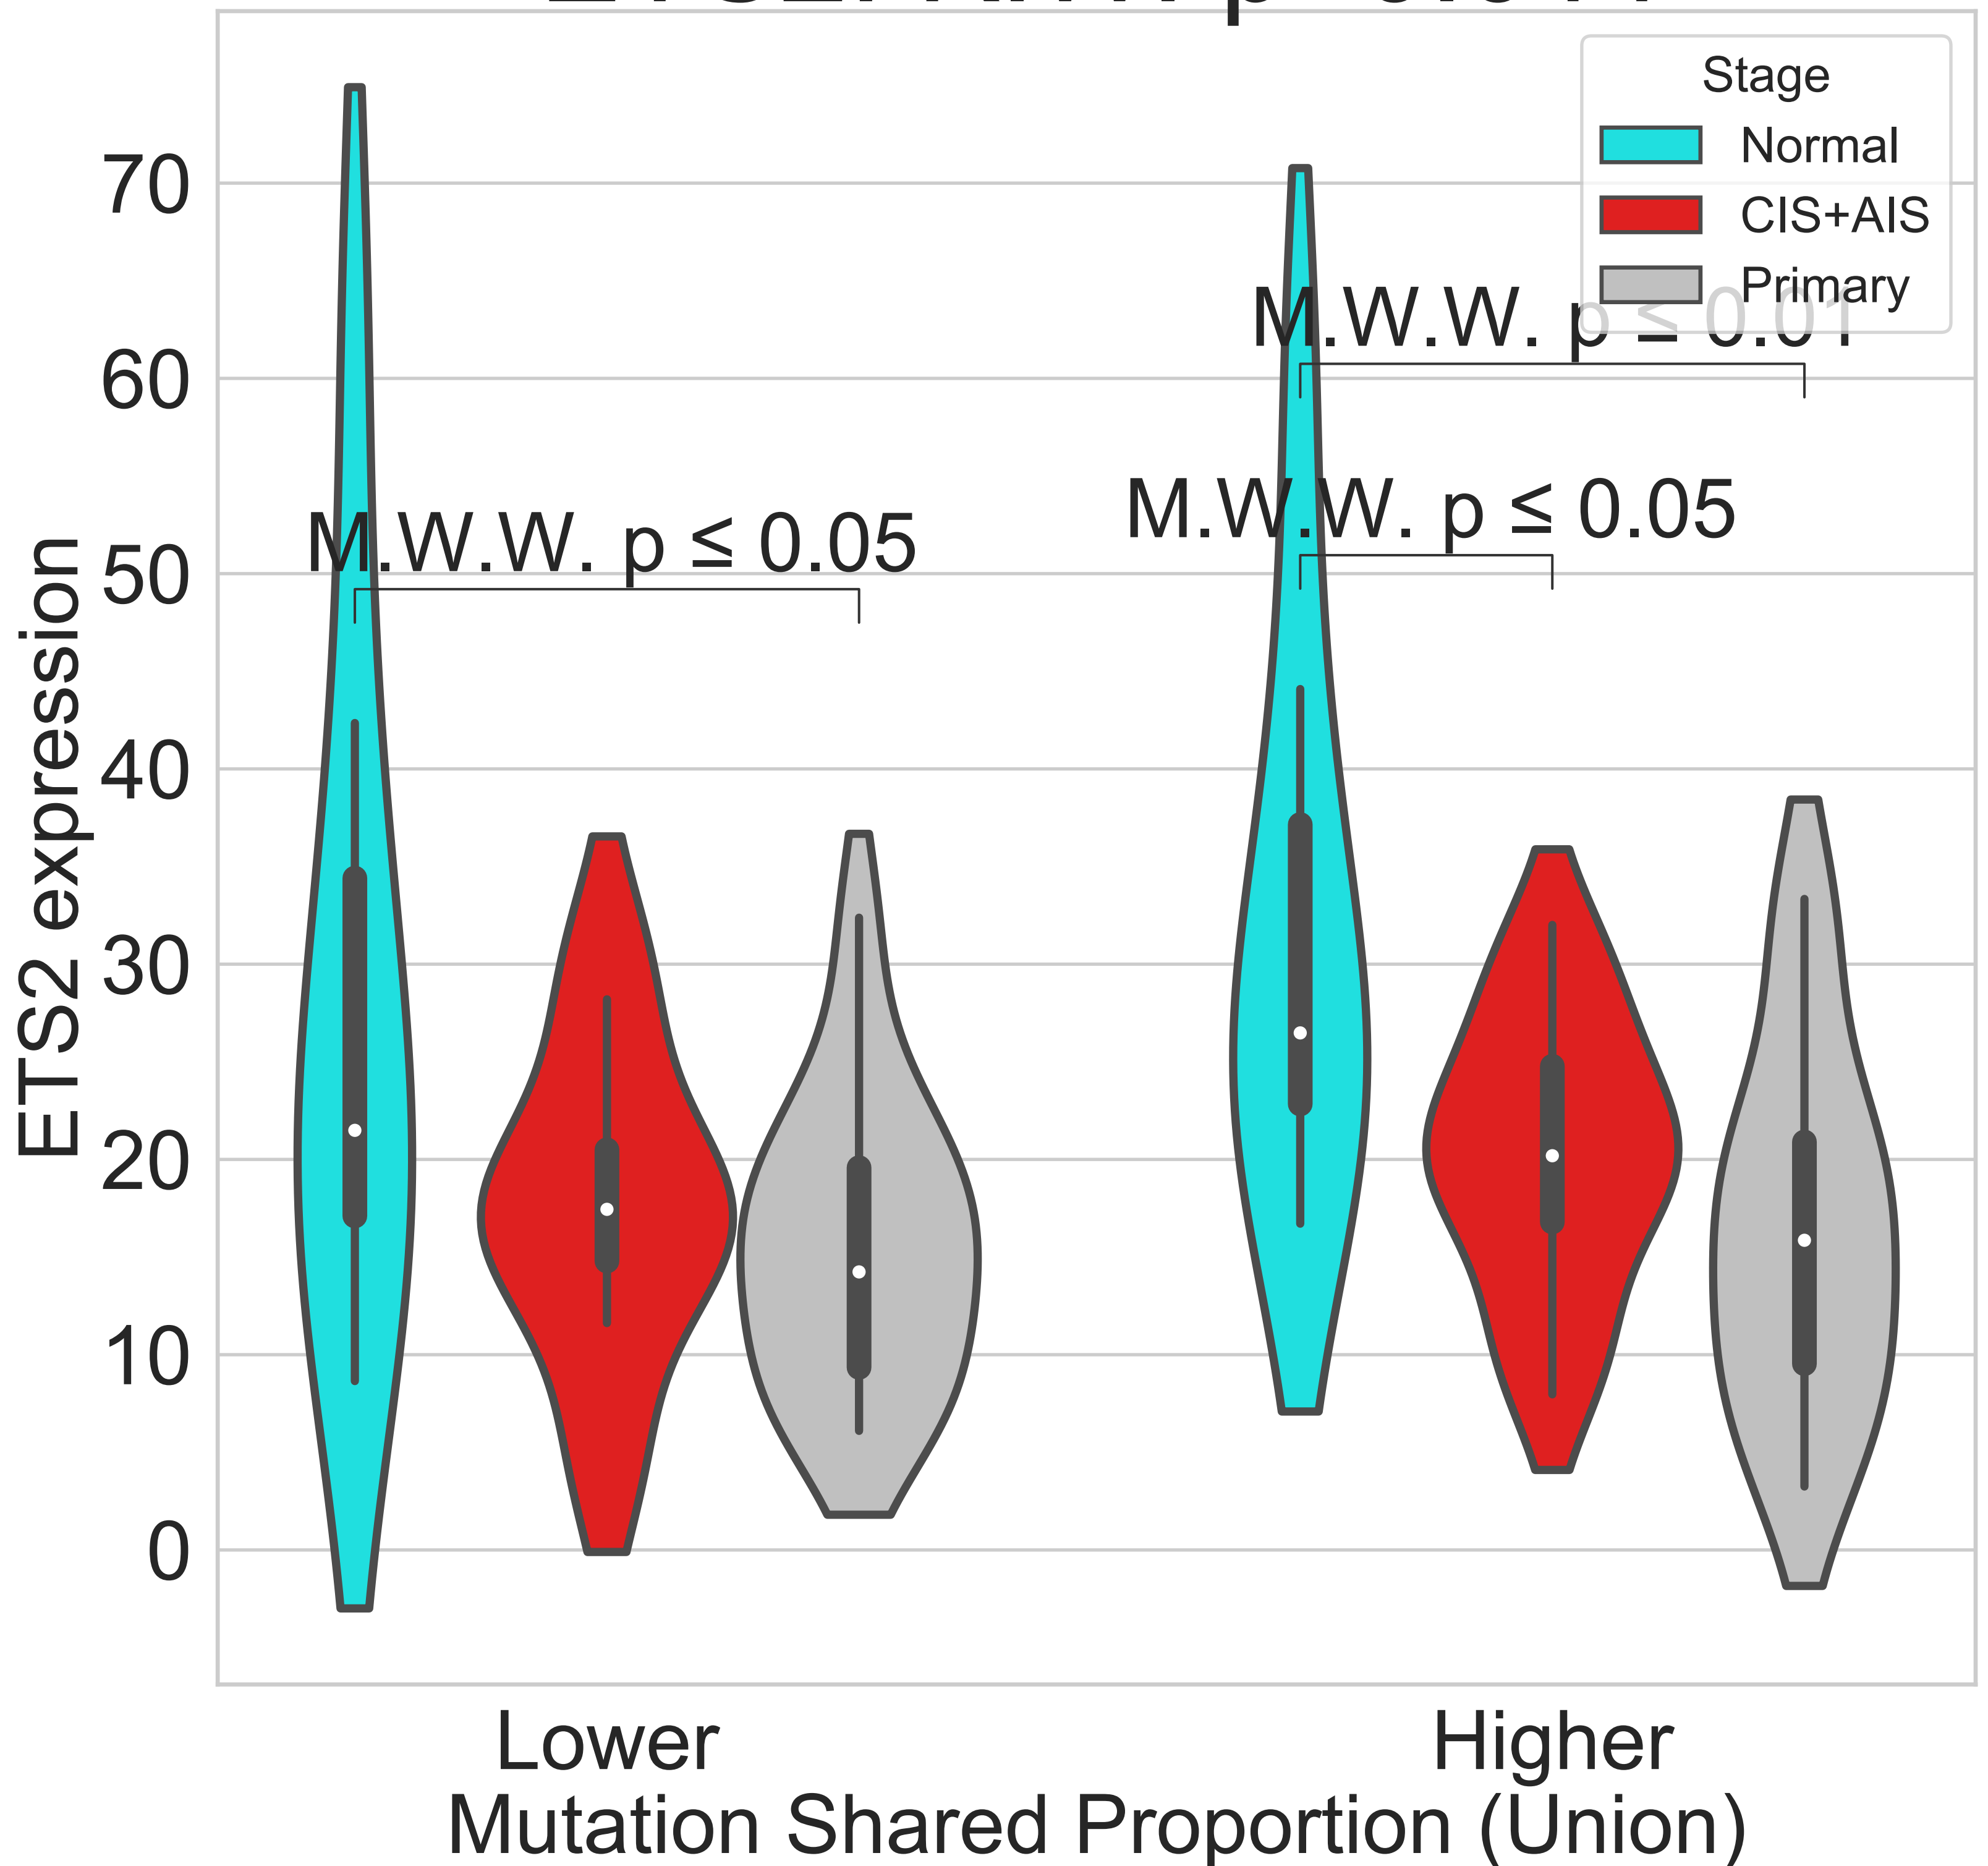 Stage
Normal
CIS+AIS
Primary
M.W.W. p ≤ 0.01
M.W.W. p ≤ 0.05
M.W.W. p ≤ 0.05
ETS2 expression
70
60
50
40
30
20
10
0
Lower
Higher
Mutation Shared Proportion (Union)